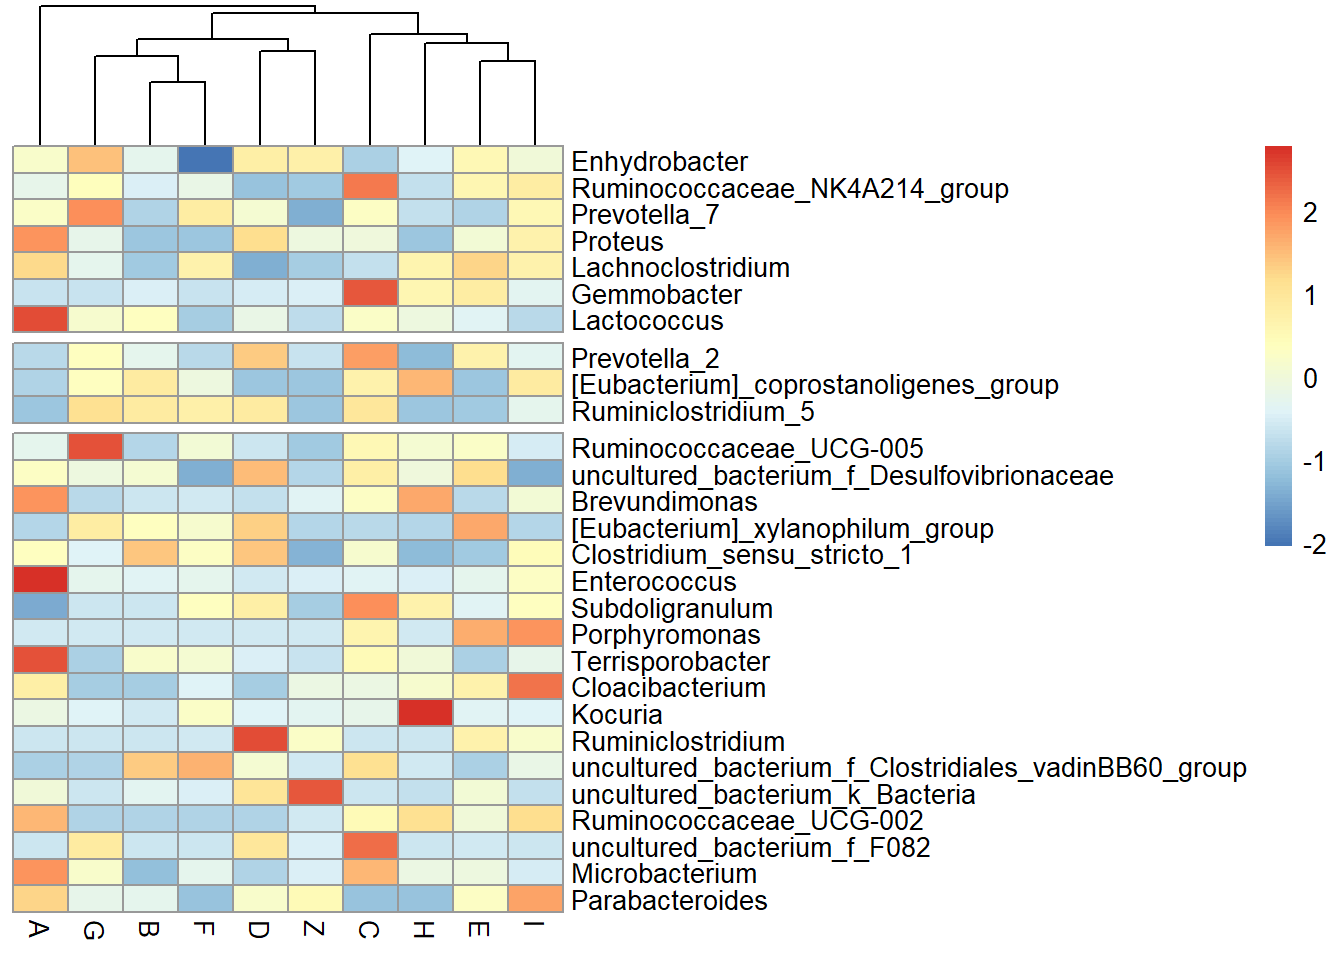 Enhydrobacter
Ruminococcaceae_NK4A214_group
Prevotella_7
Proteus
Lachnoclostridium
Gemmobacter
Lactococcus
Prevotella_2
[Eubacterium]_coprostanoligenes_group
Ruminiclostridium_5
Ruminococcaceae_UCG-005
uncultured_bacterium_f_Desulfovibrionaceae
Brevundimonas
[Eubacterium]_xylanophilum_group
Clostridium_sensu_stricto_1
Enterococcus
Subdoligranulum
Porphyromonas
Terrisporobacter
Cloacibacterium
Kocuria
Ruminiclostridium
uncultured_bacterium_f_Clostridiales_vadinBB60_group
uncultured_bacterium_k_Bacteria
Ruminococcaceae_UCG-002
uncultured_bacterium_f_F082
Microbacterium
Parabacteroides
A G B F D Z C H E I
2
1
0
-1
-2